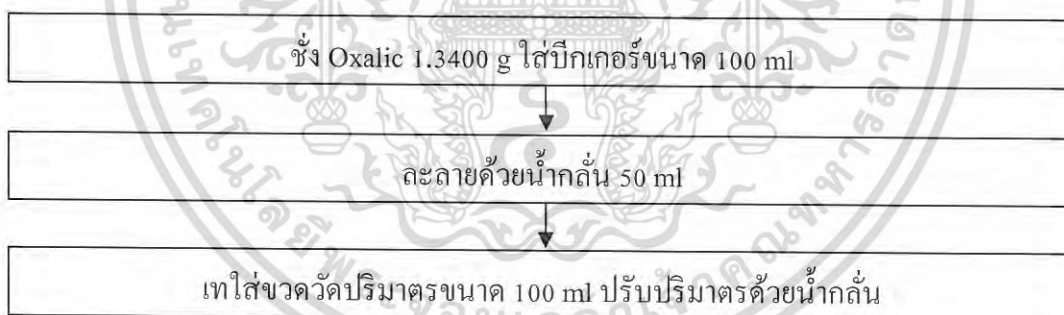 ชั่ง Oxalic 1.3400 g ใส่บีกเกอร์ขนาด 100 ml
ละลายด้วยน้ำกลั่น 50 ml
เทใส่ขวดวัดปริมาตรขนาด 100 ml ปรับปริมาตรด้วยน้ำกลั่น